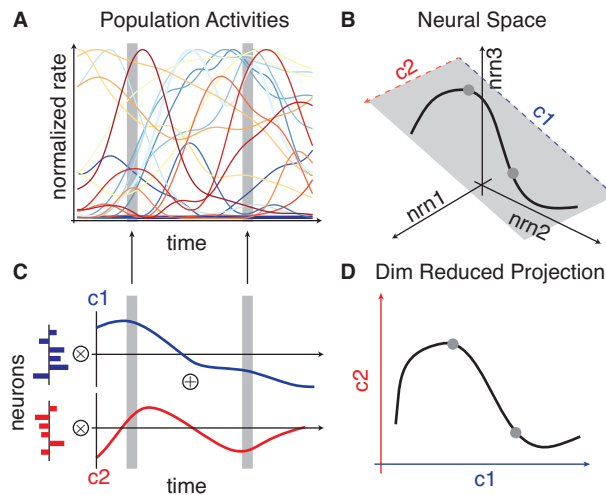 A Population Activities
normalized rate
time
B Neural Space
c2
nrn3
c1
nrn1
nrn2
C
c1
neurons
c2
time
D Dim Reduced Projection
c2
c1